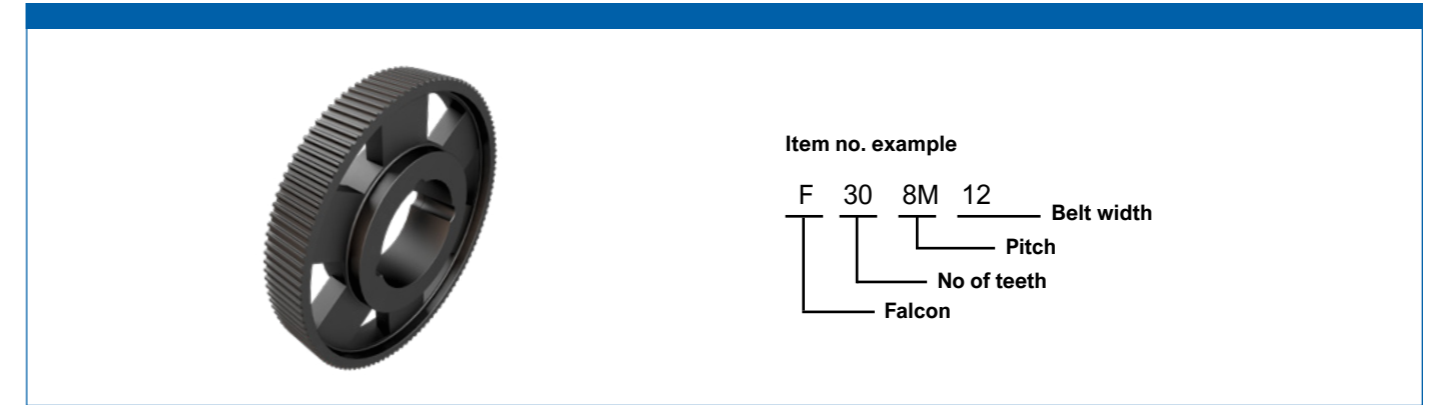 Item no. example
F 30 8M 12
Belt width
Pitch
No of teeth
Falcon